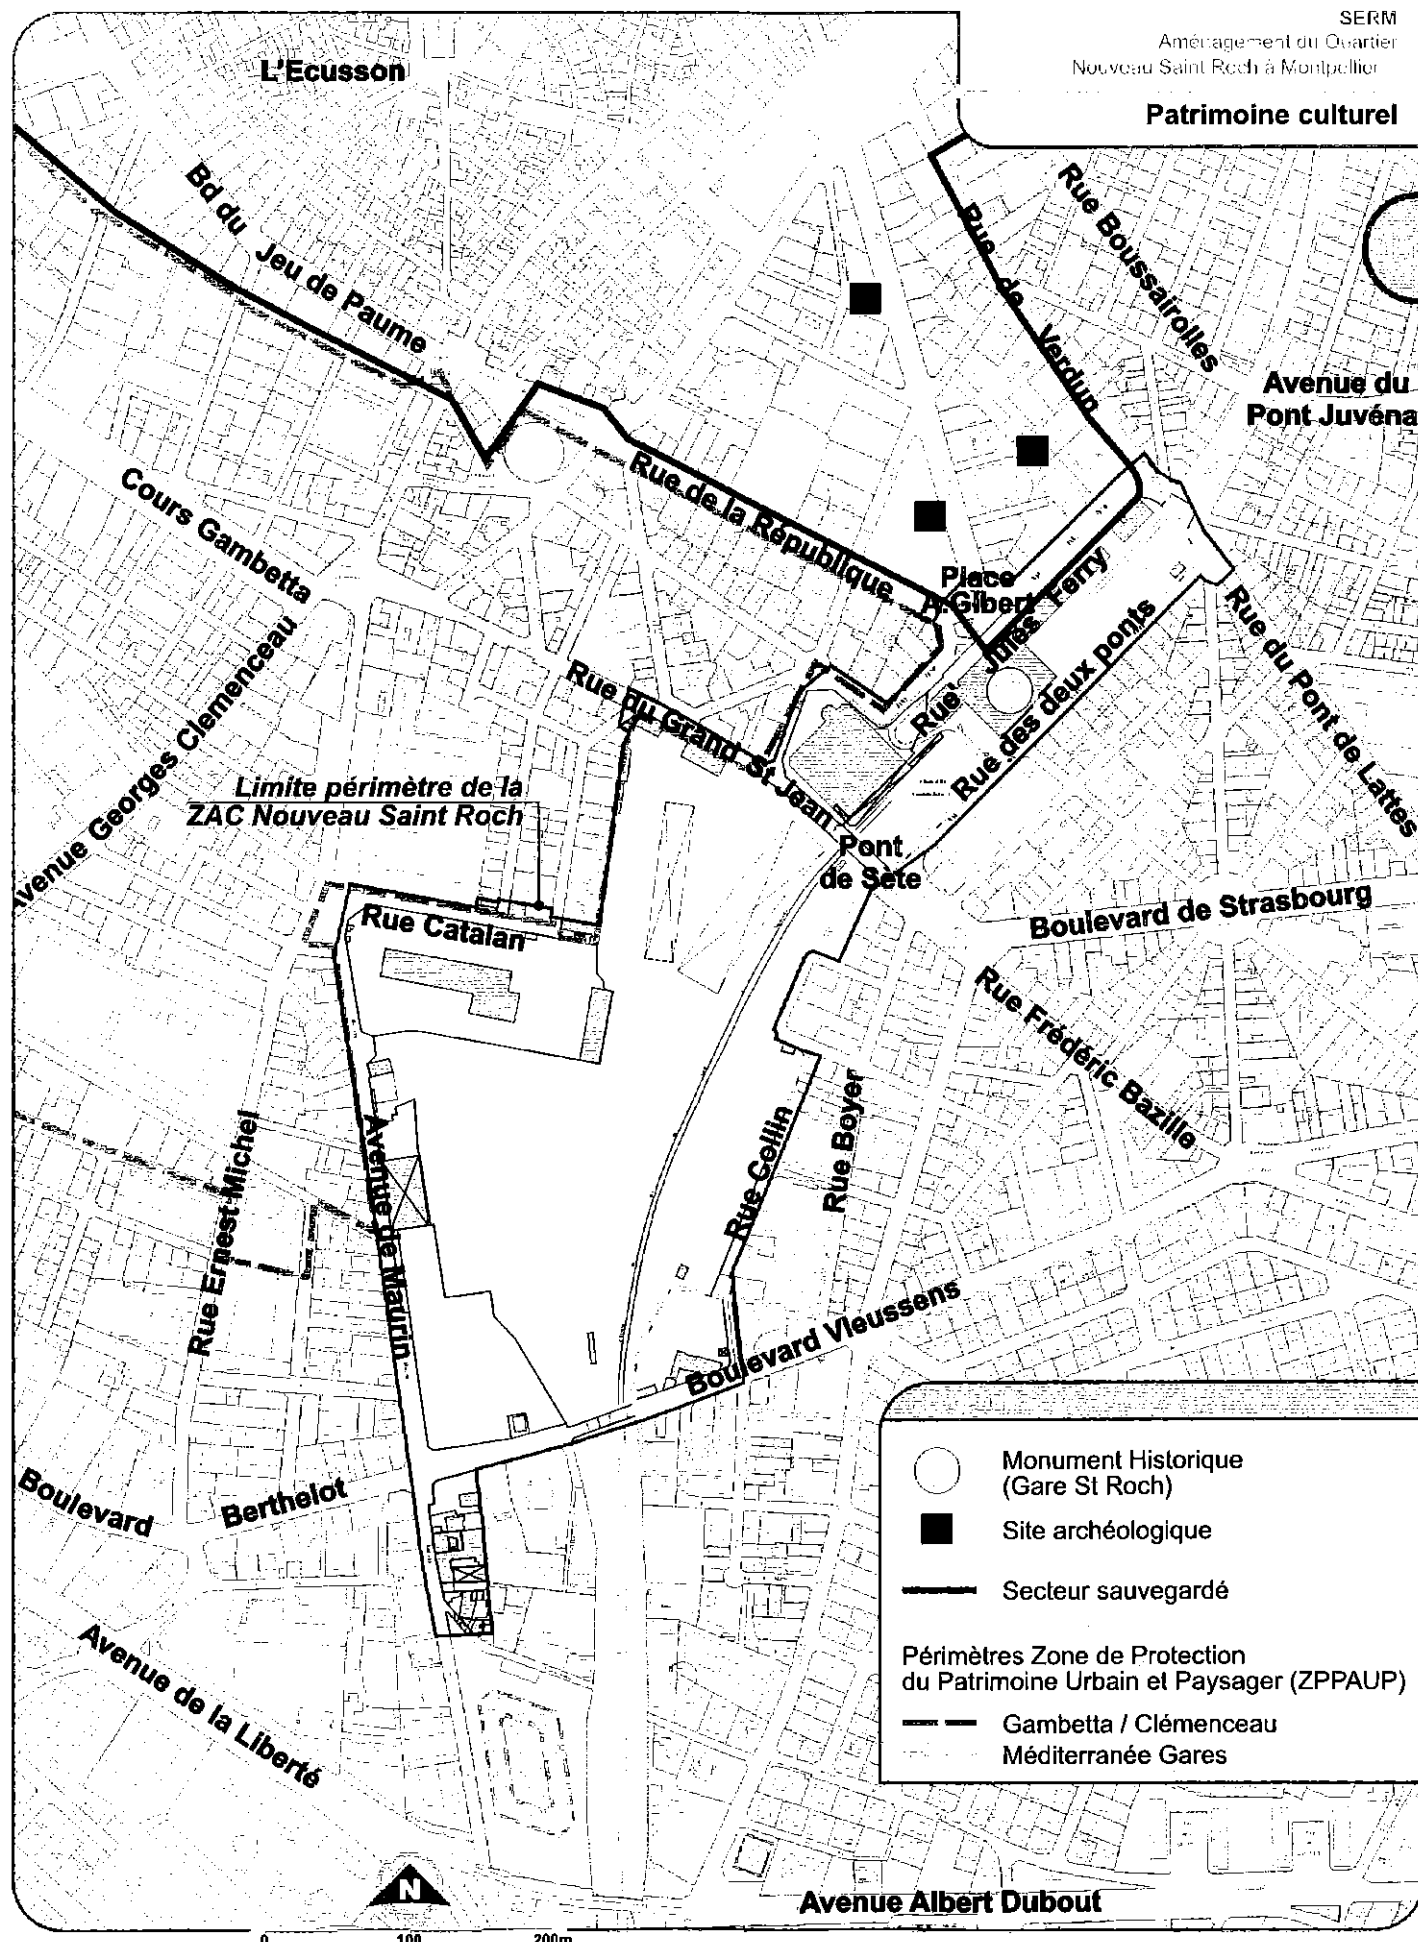 SERM
Aménagement du Quartier
Nouveau Saint Roch à Montpellier
Patrimoine culturel
L'Ecusson
Bd du Jeu de Paume
Rue de Verdun
Rue Boussairolles
Avenue du
Pont Juvéna
Cours Gambetta
Rue de la République
Place
A.Gibert
Rue Jules Ferry
Rue des deux ponts
Rue du Pont de Lattes
Avenue Georges Clemenceau
Rue du Grand St Jean
Limite périmètre de la
ZAC Nouveau Saint Roch
Pont
de Sète
Rue Catalan
Boulevard de Strasbourg
Rue Frédéric Bazille
Rue Ernest Michel
Avenue de Maurin
Rue Collin
Rue Boyer
Boulevard Vieussens
Boulevard Berthelot
Avenue de la Liberté
Monument Historique
(Gare St Roch)
Site archéologique
Secteur sauvegardé
Périmètres Zone de Protection
du Patrimoine Urbain et Paysager (ZPPAUP)
Gambetta / Clémenceau
Méditerranée Gares
N
Avenue Albert Dubout
0 100 200m